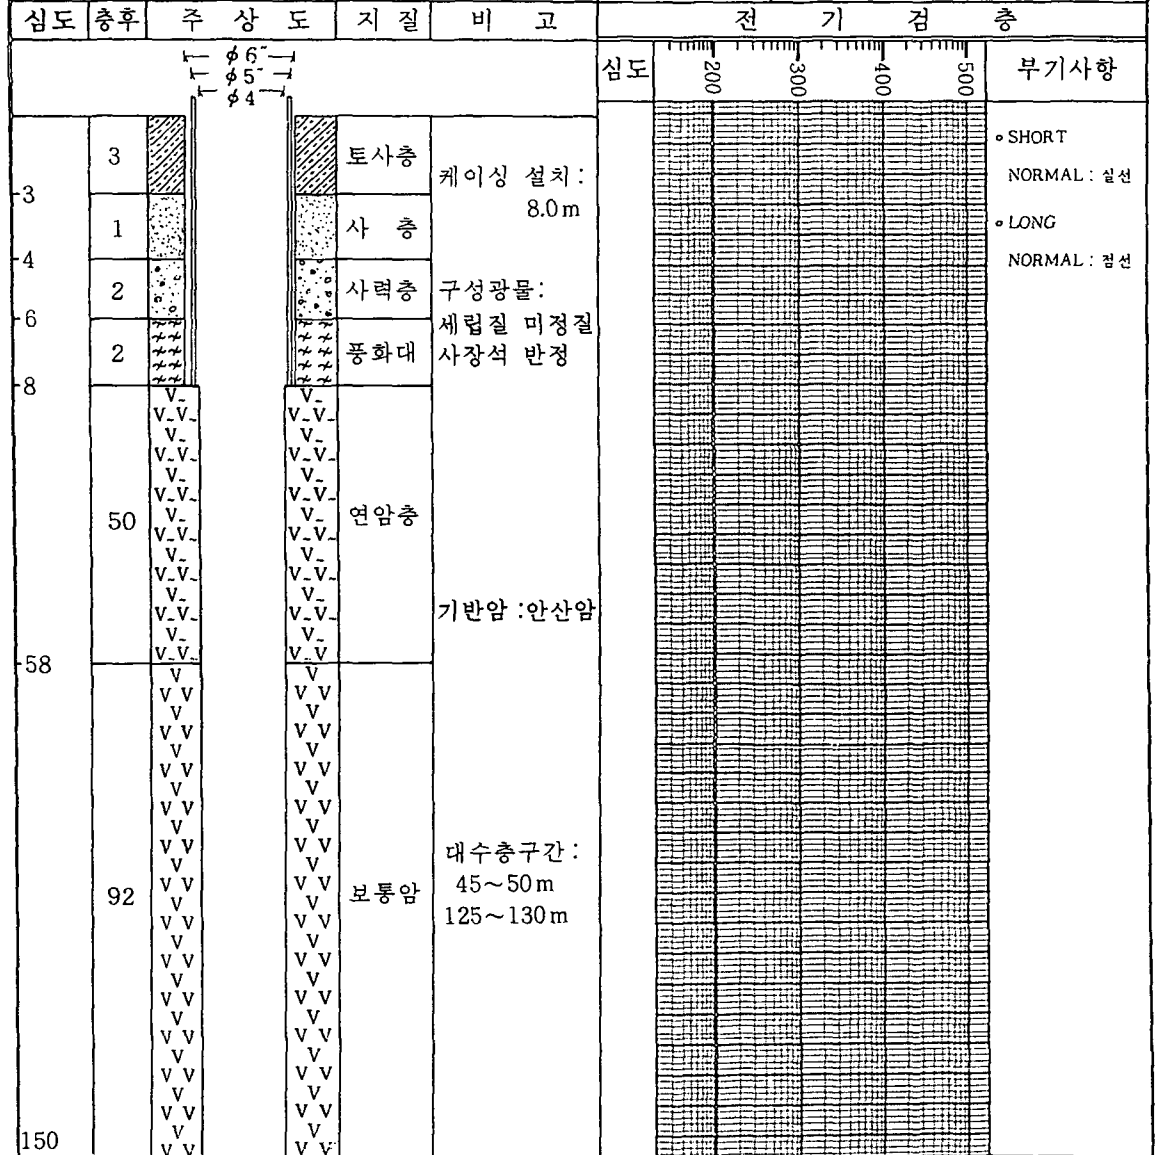 심도 층후 주 상 도 지 질 비 고 전 기 검 층
ϕ6″
ϕ5″
ϕ4
심도 200 300 400 500 부기사항
3 토사층 케이싱 설치:
8.0m
3
1 사 층
4
2 사력층 구성광물:
세립질 미정질
6
2 풍화대 사장석 반정
8
50 연암층
기반암 :안산암
58
92 보통암 대수층구간:
45~50m
125~130m
150
∘ SHORT
NORMAL : 실선
∘ LONG
NORMAL : 점선